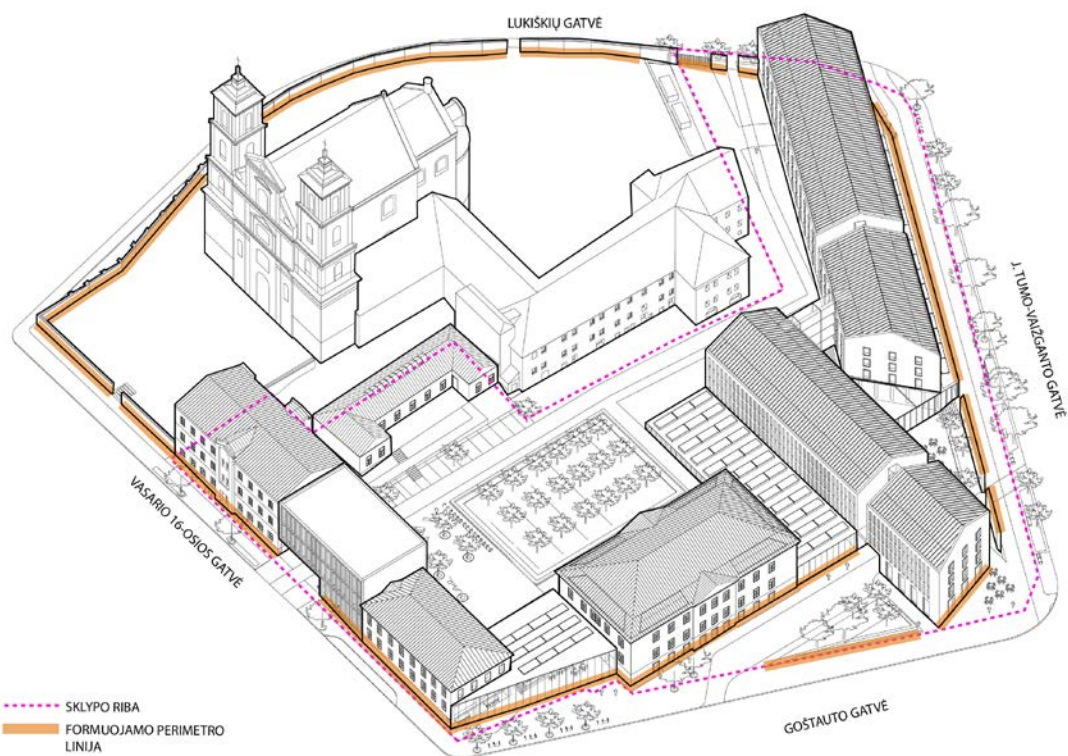 LUKIŠKIŲ GATVĖ
J. TUMO-VAIŽGANTO GATVĖ
VASARIO 16-OSIOS GATVĖ
GOŠTAUTO GATVĖ
SKLYPO RIBA
FORMUOJAMO PERIMETRO
LINIJA